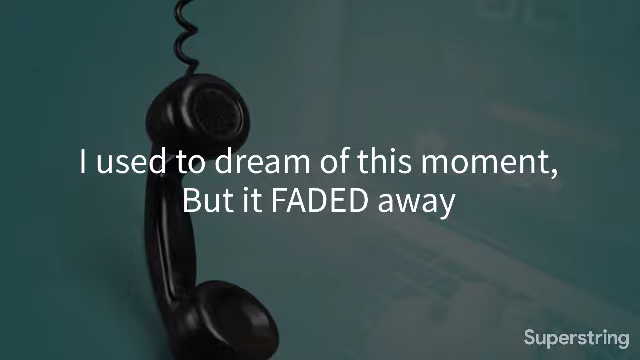 I used to dream of this moment,
But it FADED away
Superstring